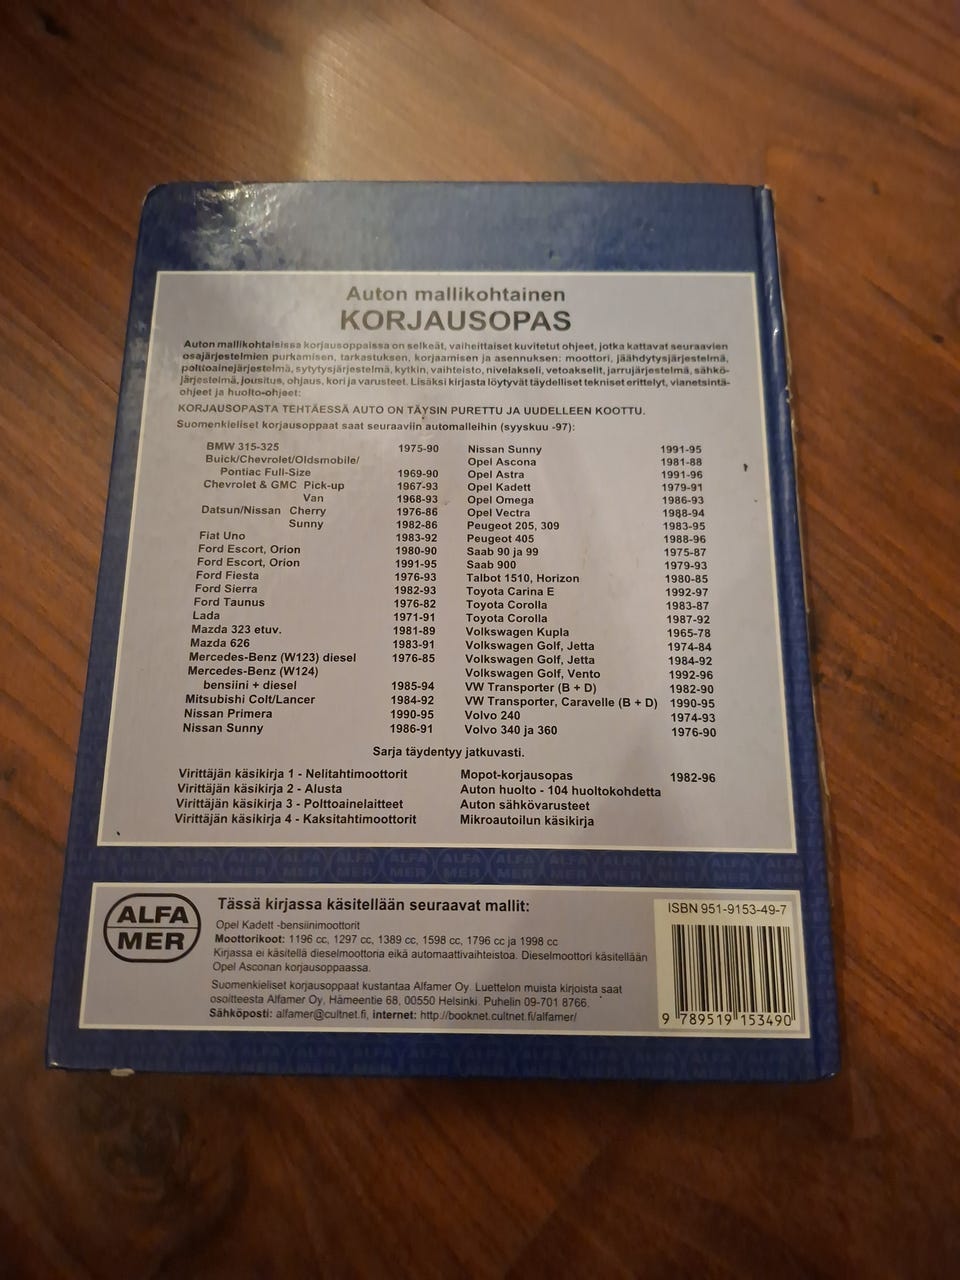 Auton mallikohtainen
KORJAUSOPAS
Auton mallikohtaisissa korjausoppaissa on selkeät, vaiheittaiset kuvitetut ohjeet, jotka kattavat seuraavien
osajärjestelmien purkamisen, tarkastuksen, korjaamisen ja asennuksen: moottori, jäähdytysjärjestelmä,
polttoainejärjestelmä, sytytysjärjestelmä, kytkin, vaihteisto, nivelakseli, vetoakselit, jarrujärjestelmä, sähkö-
järjestelmä, jousitus, ohjaus, kori ja varusteet. Lisäksi kirjasta löytyvät täydelliset tekniset erittelyt, vianetsintä-
ohjeet ja huolto-ohjeet:
KORJAUSOPASTA TEHTÄESSÄ AUTO ON TÄYSIN PURETTU JA UUDELLEEN KOOTTU.
Suomenkieliset korjausoppaat saat seuraaviin automalleihin (syyskuu -97):
BMW 315-325 1975-90
Buick/Chevrolet/Oldsmobile/
Pontiac Full-Size 1969-90
Chevrolet & GMC Pick-up 1967-93
Van 1968-93
Datsun/Nissan Cherry 1976-86
Sunny 1982-86
Fiat Uno 1983-92
Ford Escort, Orion 1980-90
Ford Escort, Orion 1991-95
Ford Fiesta 1976-93
Ford Sierra 1982-93
Ford Taunus 1976-82
Lada 1971-91
Mazda 323 etuv. 1981-89
Mazda 626 1983-91
Mercedes-Benz (W123) diesel 1976-85
Mercedes-Benz (W124)
bensiini + diesel 1985-94
Mitsubishi Colt/Lancer 1984-92
Nissan Primera 1990-95
Nissan Sunny 1986-91
Nissan Sunny 1991-95
Opel Ascona 1981-88
Opel Astra 1991-96
Opel Kadett 1979-91
Opel Omega 1986-93
Opel Vectra 1988-94
Peugeot 205, 309 1983-95
Peugeot 405 1988-96
Saab 90 ja 99 1975-87
Saab 900 1979-93
Talbot 1510, Horizon 1980-85
Toyota Carina E 1992-97
Toyota Corolla 1983-87
Toyota Corolla 1987-92
Volkswagen Kupla 1965-78
Volkswagen Golf, Jetta 1974-84
Volkswagen Golf, Jetta 1984-92
Volkswagen Golf, Vento 1992-96
VW Transporter (B + D) 1982-90
VW Transporter, Caravelle (B + D) 1990-95
Volvo 240 1974-93
Volvo 340 ja 360 1976-90
Sarja täydentyy jatkuvasti.
Virittäjän käsikirja 1 - Nelitahtimoottorit
Virittäjän käsikirja 2 - Alusta
Virittäjän käsikirja 3 - Polttoainelaitteet
Virittäjän käsikirja 4 - Kaksitahtimoottorit
Mopot-korjausopas 1982-96
Auton huolto - 104 huoltokohdetta
Auton sähkövarusteet
Mikroautoilun käsikirja
ALFA
MER
Tässä kirjassa käsitellään seuraavat mallit:
Opel Kadett -bensiinimoottorit
Moottorikoot: 1196 cc, 1297 cc, 1389 cc, 1598 cc, 1796 cc ja 1998 cc
Kirjassa ei käsitellä dieselmoottoria eikä automaattivaihteistoa. Dieselmoottori käsitellään
Opel Asconan korjausoppaassa.
Suomenkieliset korjausoppaat kustantaa Alfamer Oy. Luettelon muista kirjoista saat
osoitteesta Alfamer Oy, Hämeentie 68, 00550 Helsinki. Puhelin 09-701 8766.
Sähköposti: alfamer@cultnet.fi, internet: http://booknet.cultnet.fi/alfamer/
ISBN 951-9153-49-7
9 789519 153490